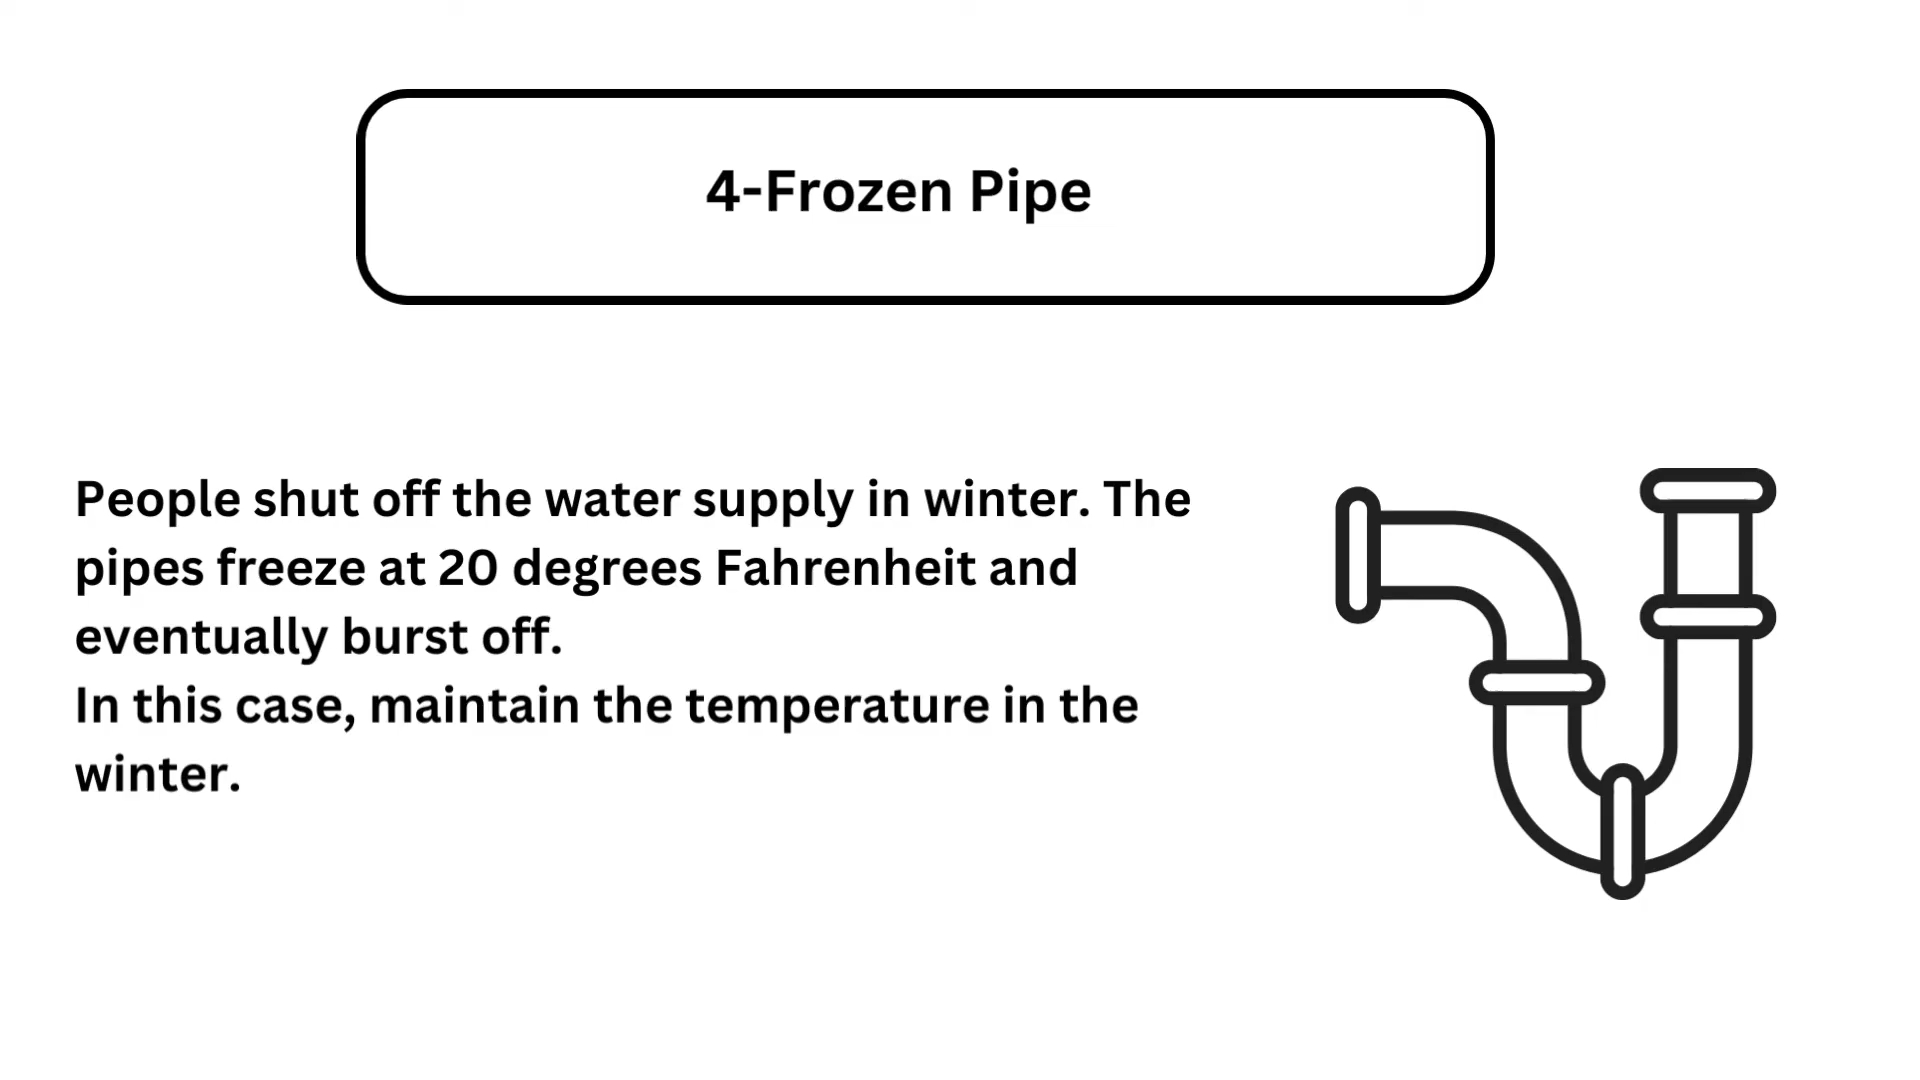 4-Frozen Pipe
People shut off the water supply in winter. The
pipes freeze at 20 degrees Fahrenheit and
eventually burst off.
In this case, maintain the temperature in the
winter.